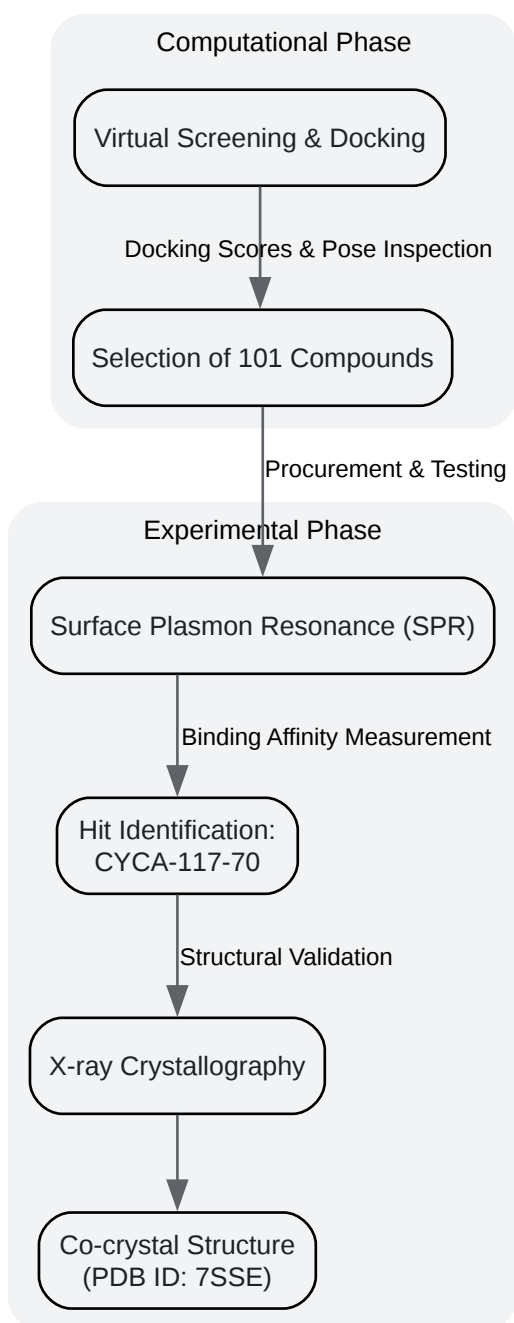 Computational Phase
Virtual Screening & Docking
Docking Scores & Pose Inspection
Selection of 101 Compounds
Procurement & Testing
Experimental Phase
Surface Plasmon Resonance (SPR)
Binding Affinity Measurement
Hit Identification:
CYCA-117-70
Structural Validation
X-ray Crystallography
Co-crystal Structure
(PDB ID: 7SSE)